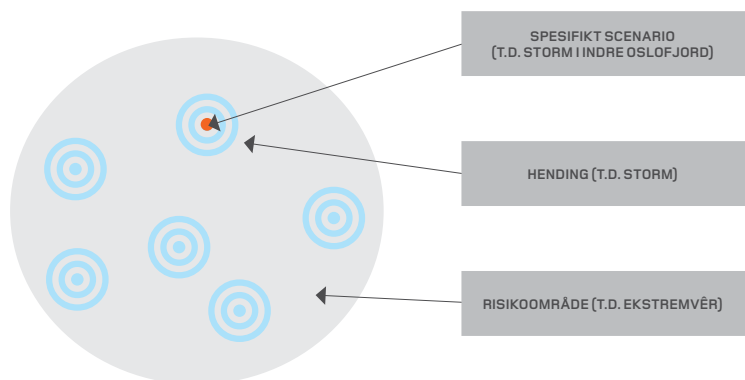 SPESIFIKT SCENARIO
(T.D. STORM I INDRE OSLOFJORD)
HENDING (T.D. STORM)
RISIKOOMRÅDE (T.D. EKSTREMVÊR)